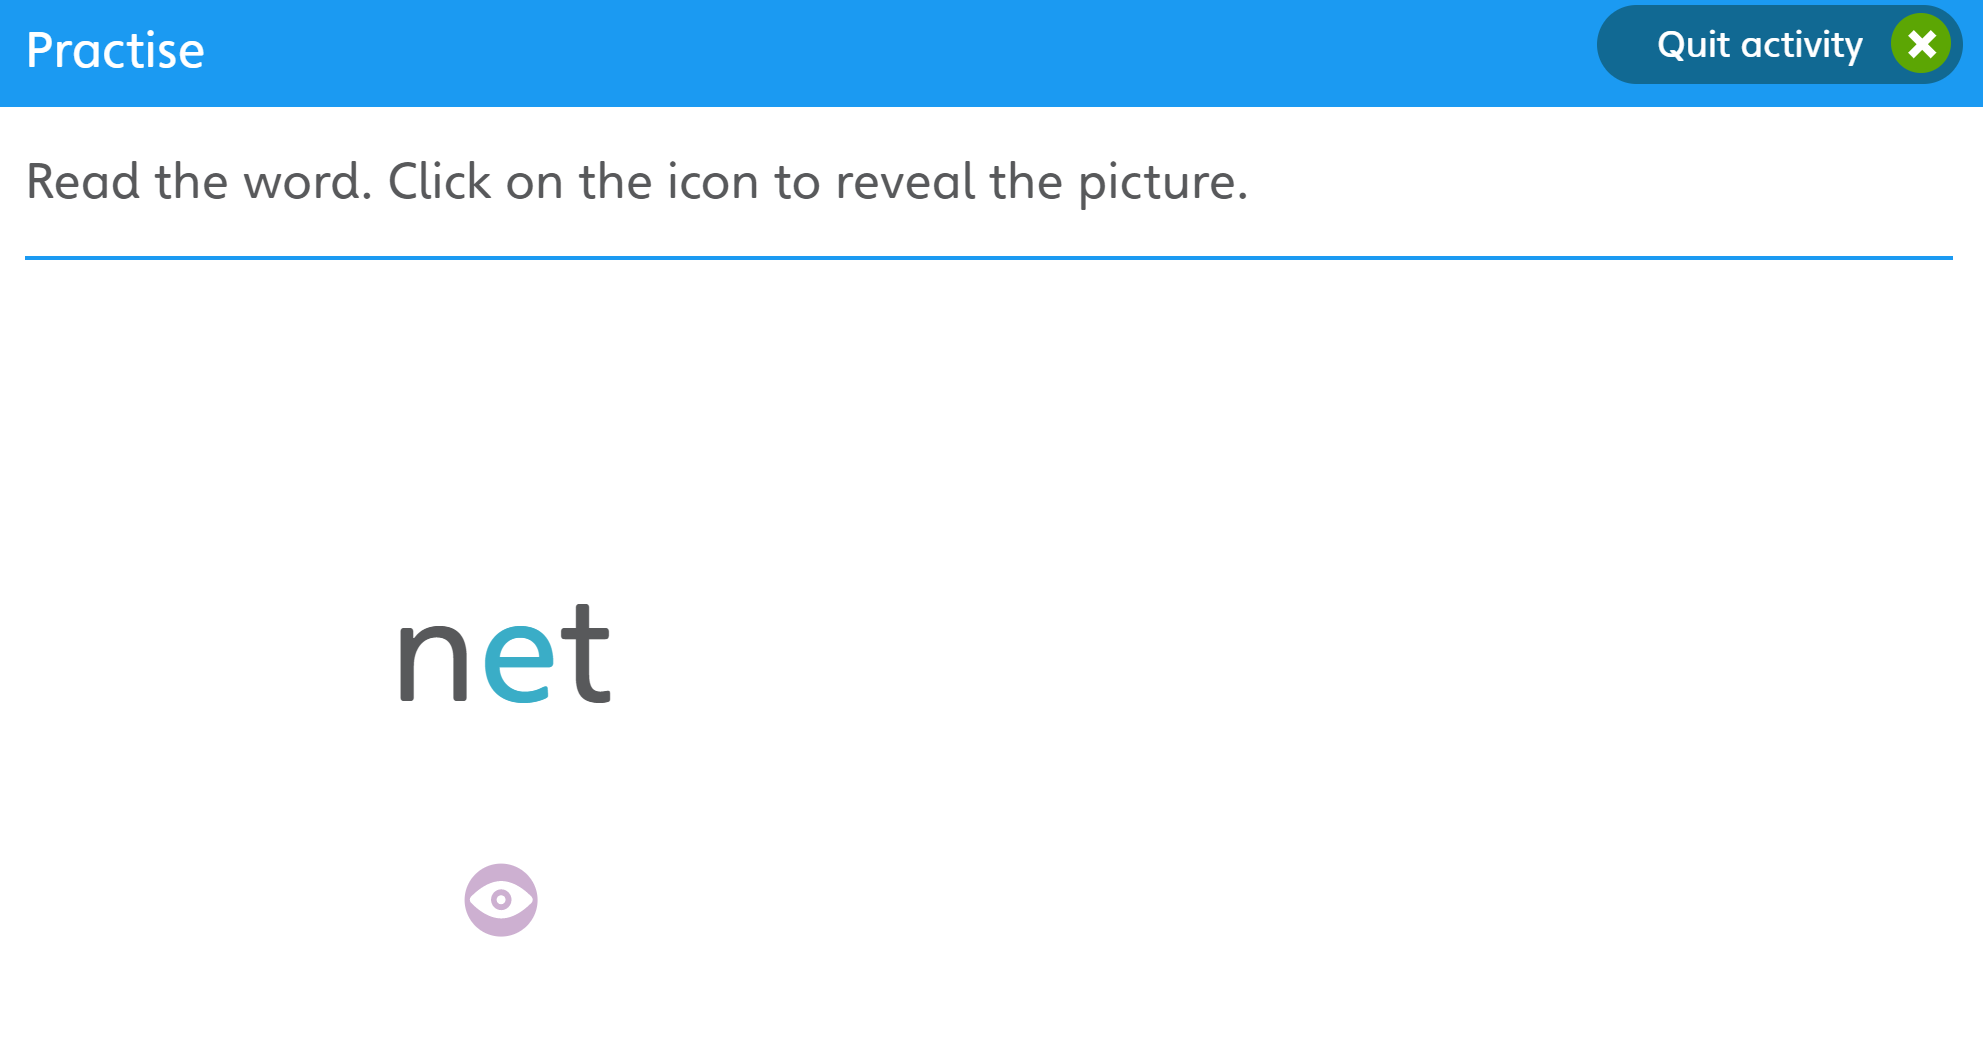 Practise
Quit activity
Read the word. Click on the icon to reveal the picture.
net